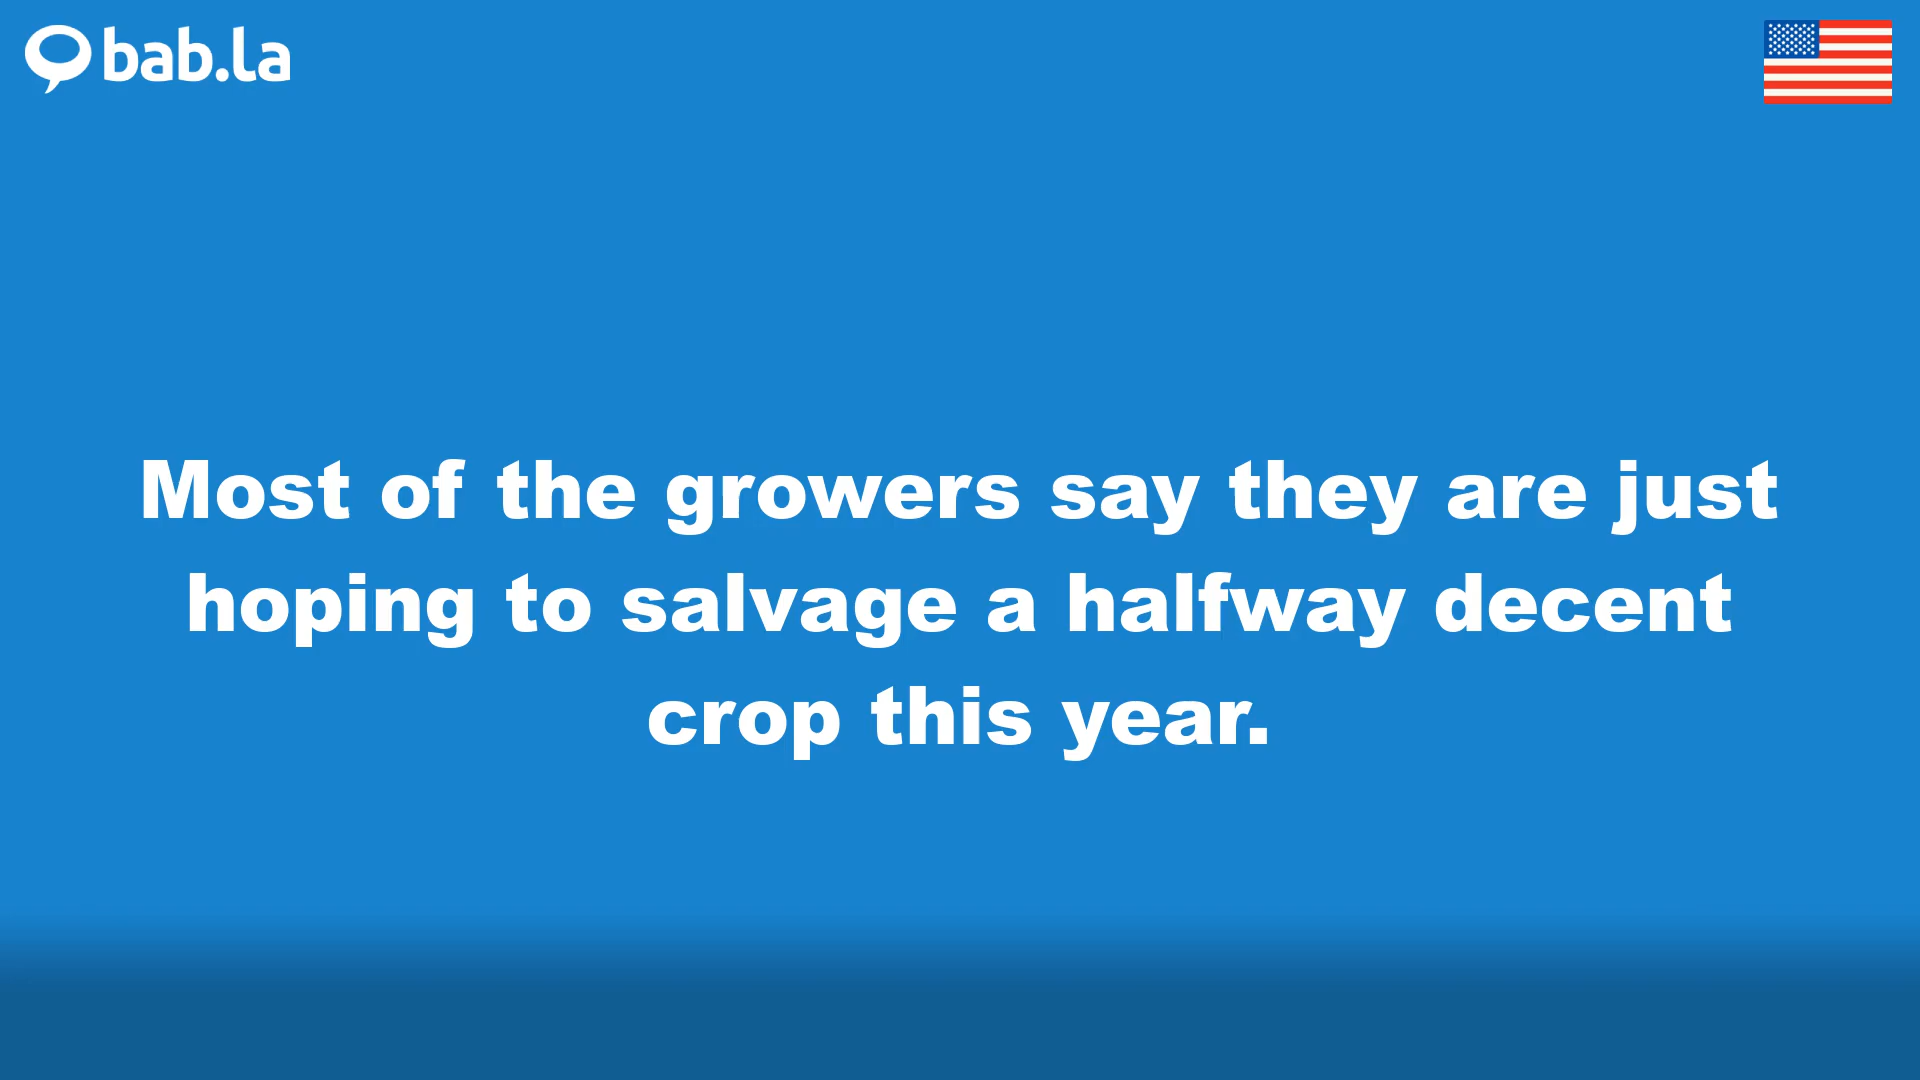 bab.la
Most of the growers say they are just
hoping to salvage a halfway decent
crop this year.